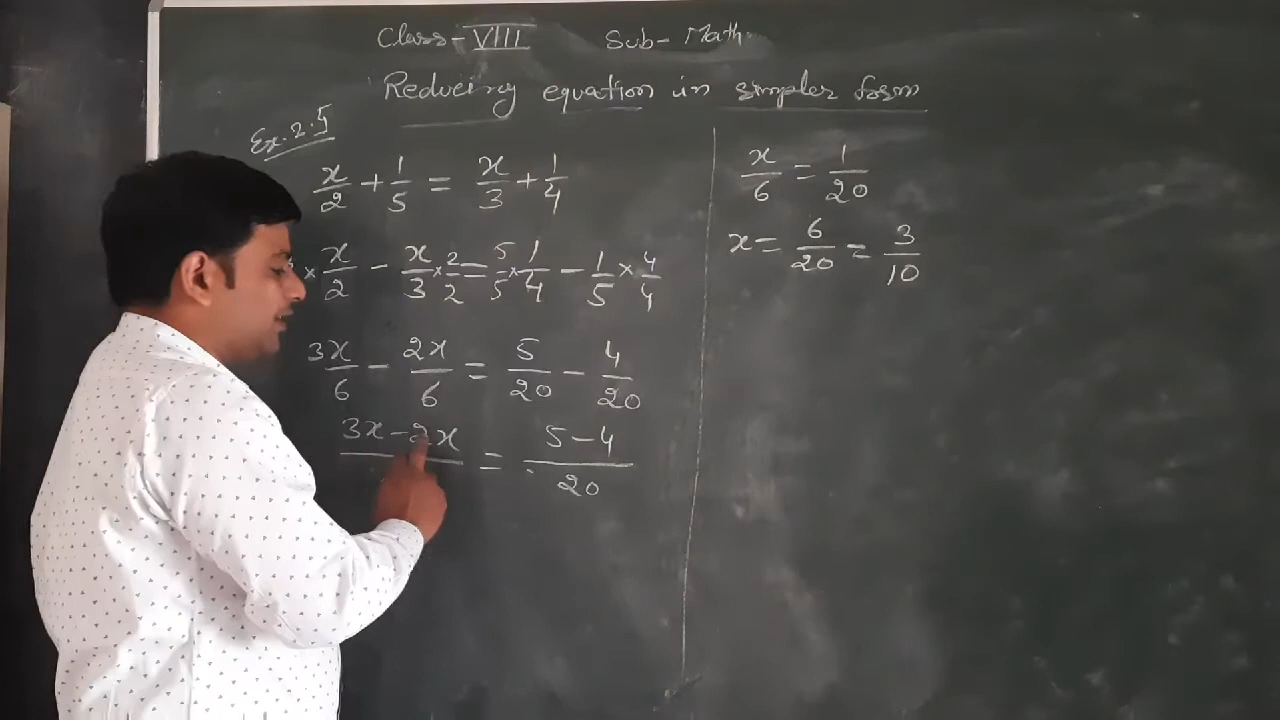 Class-VIII Sub-Math.
Reducing equation in simpler form
Ex. 2.5
x/2 + 1/5 = x/3 + 1/4
× x/2 - x/3 × 2/2 = 5/5 × 1/4 - 1/5 × 4/4
3x/6 - 2x/6 = 5/20 - 4/20
3x-2x/ = 5-4/20
x/6 = 1/20
x = 6/20 = 3/10